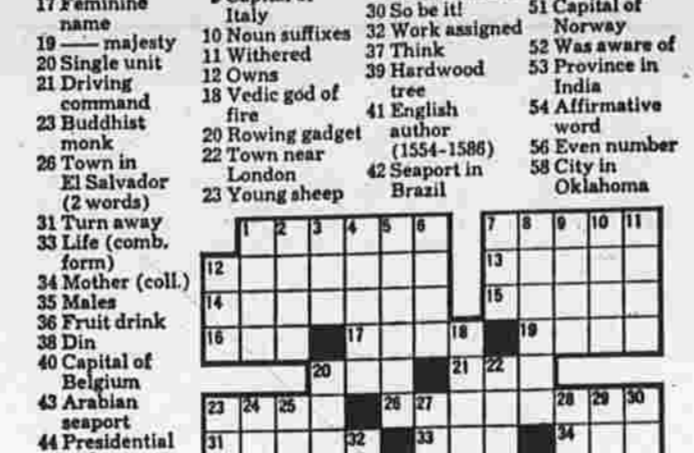 17 Feminine
name
19 —— majesty
20 Single unit
21 Driving
command
23 Buddhist
monk
26 Town in
El Salvador
(2 words)
31 Turn away
33 Life (comb.
form)
34 Mother (coll.)
35 Males
36 Fruit drink
38 Din
40 Capital of
Belgium
43 Arabian
seaport
44 Presidential
Italy
10 Noun suffixes
11 Withered
12 Owns
18 Vedic god of
fire
20 Rowing gadget
22 Town near
London
23 Young sheep
30 So be it!
32 Work assigned
37 Think
39 Hardwood
tree
41 English
author
(1554-1586)
42 Seaport in
Brazil
51 Capital of
Norway
52 Was aware of
53 Province in
India
54 Affirmative
word
56 Even number
58 City in
Oklahoma
1 2 3 4 5 6 7 8 9 10 11
12 13
14 15
16 17 18 19
20 21 22
23 24 25 26 27 28 29 30
31 32 33 34